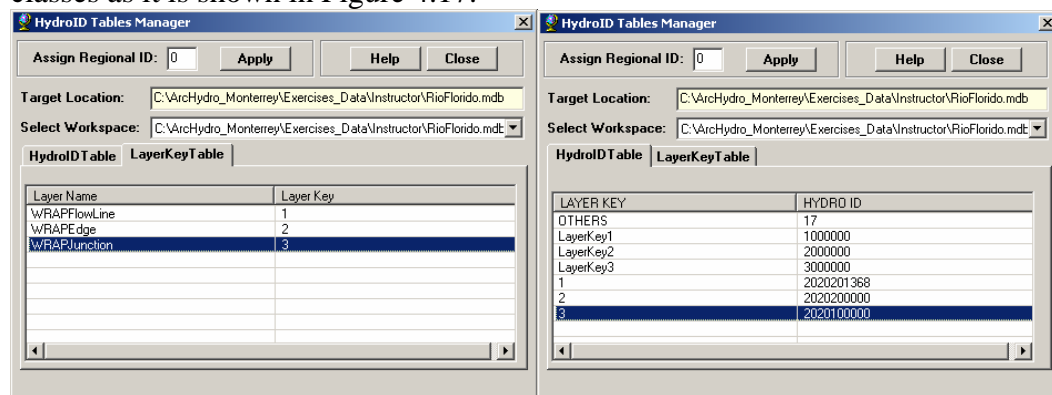 classes as it is shown in Figure 4.17.
HydroID Tables Manager
Assign Regional ID: 0 Apply Help Close
Target Location: C:\ArcHydro_Monterrey\Exercises_Data\Instructor\RioFlorido.mdb
Select Workspace: C:\ArcHydro_Monterrey\Exercises_Data\Instructor\RioFlorido.mdb
HydroIDTable LayerKeyTable
Layer Name Layer Key
WRAPFlowLine 1
WRAPEdge 2
WRAPJunction 3
HydroID Tables Manager
Assign Regional ID: 0 Apply Help Close
Target Location: C:\ArcHydro_Monterrey\Exercises_Data\Instructor\RioFlorido.mdb
Select Workspace: C:\ArcHydro_Monterrey\Exercises_Data\Instructor\RioFlorido.mdb
HydroIDTable LayerKeyTable
LAYER KEY HYDRO ID
OTHERS 17
LayerKey1 1000000
LayerKey2 2000000
LayerKey3 3000000
1 2020201368
2 2020200000
3 2020100000